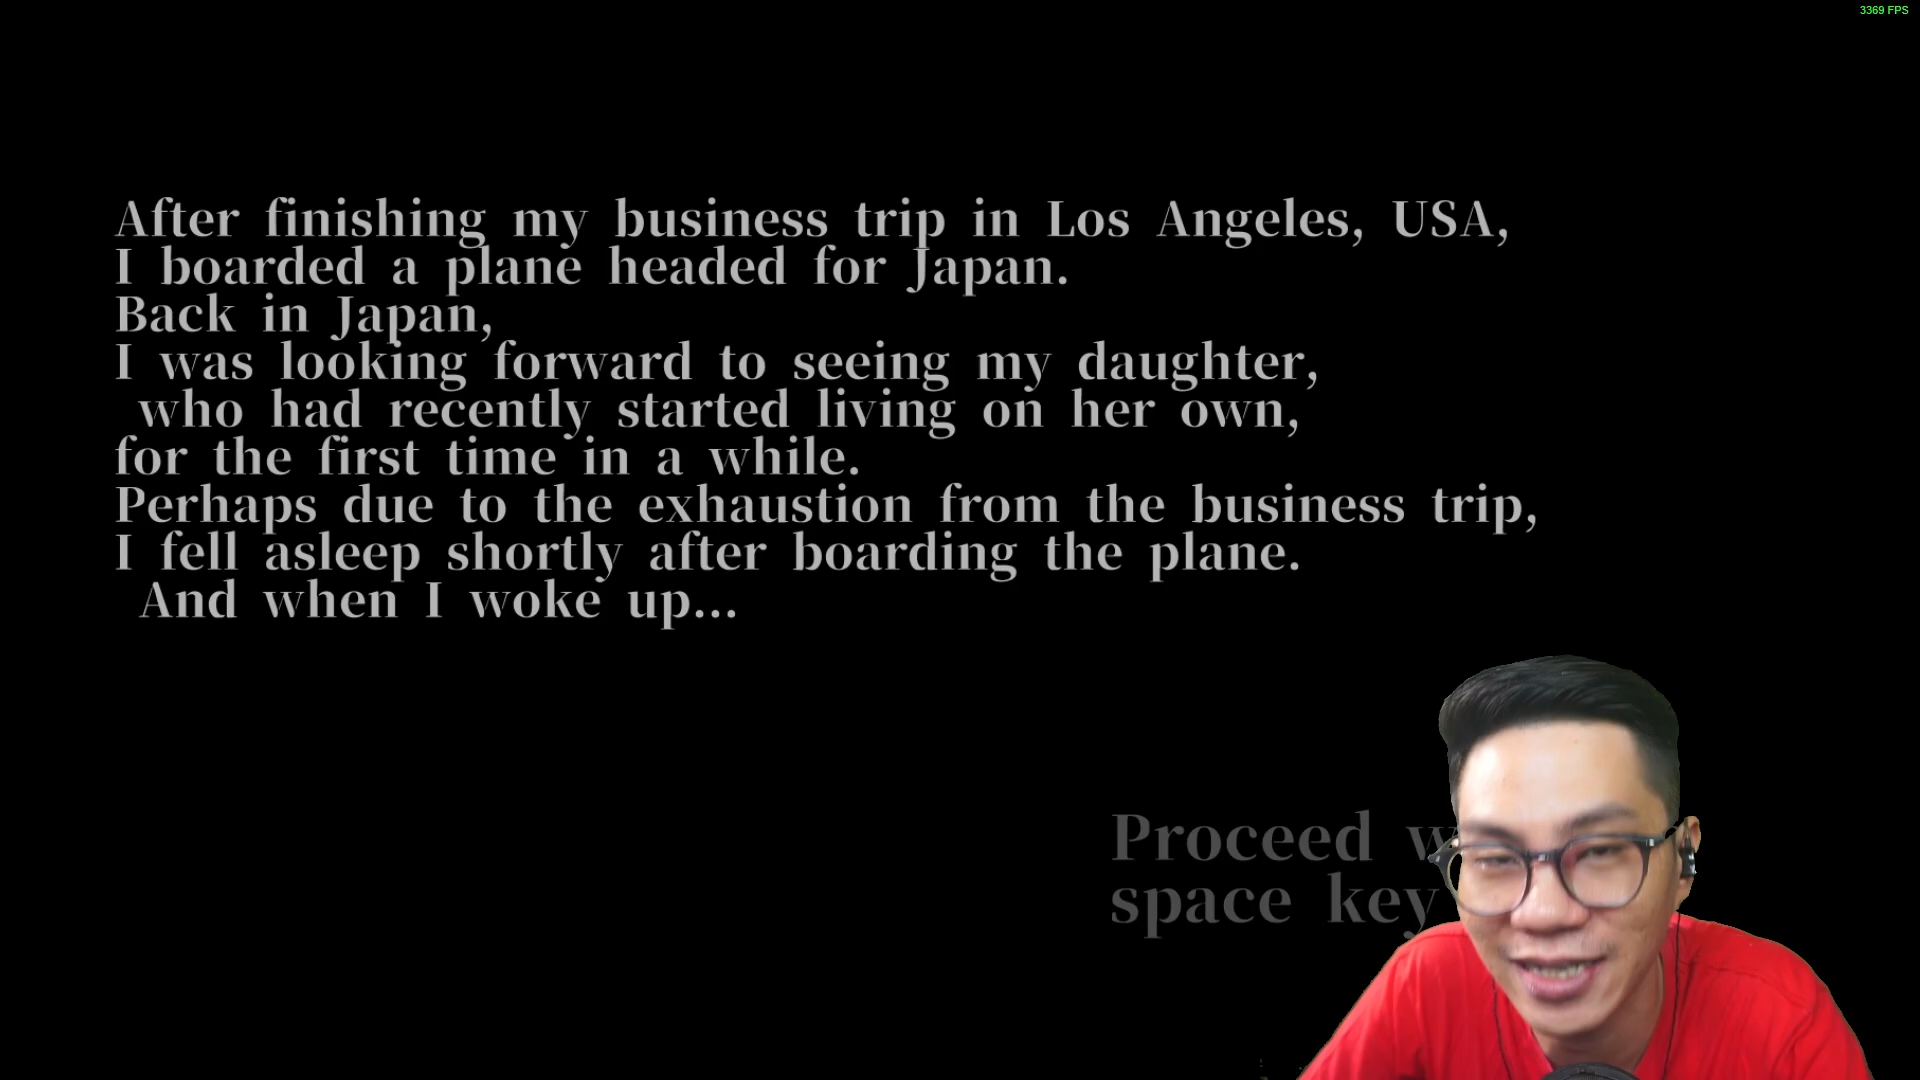 3369 FPS
After finishing my business trip in Los Angeles, USA,
I boarded a plane headed for Japan.
Back in Japan,
I was looking forward to seeing my daughter,
who had recently started living on her own,
for the first time in a while.
Perhaps due to the exhaustion from the business trip,
I fell asleep shortly after boarding the plane.
And when I woke up...
Proceed
space key